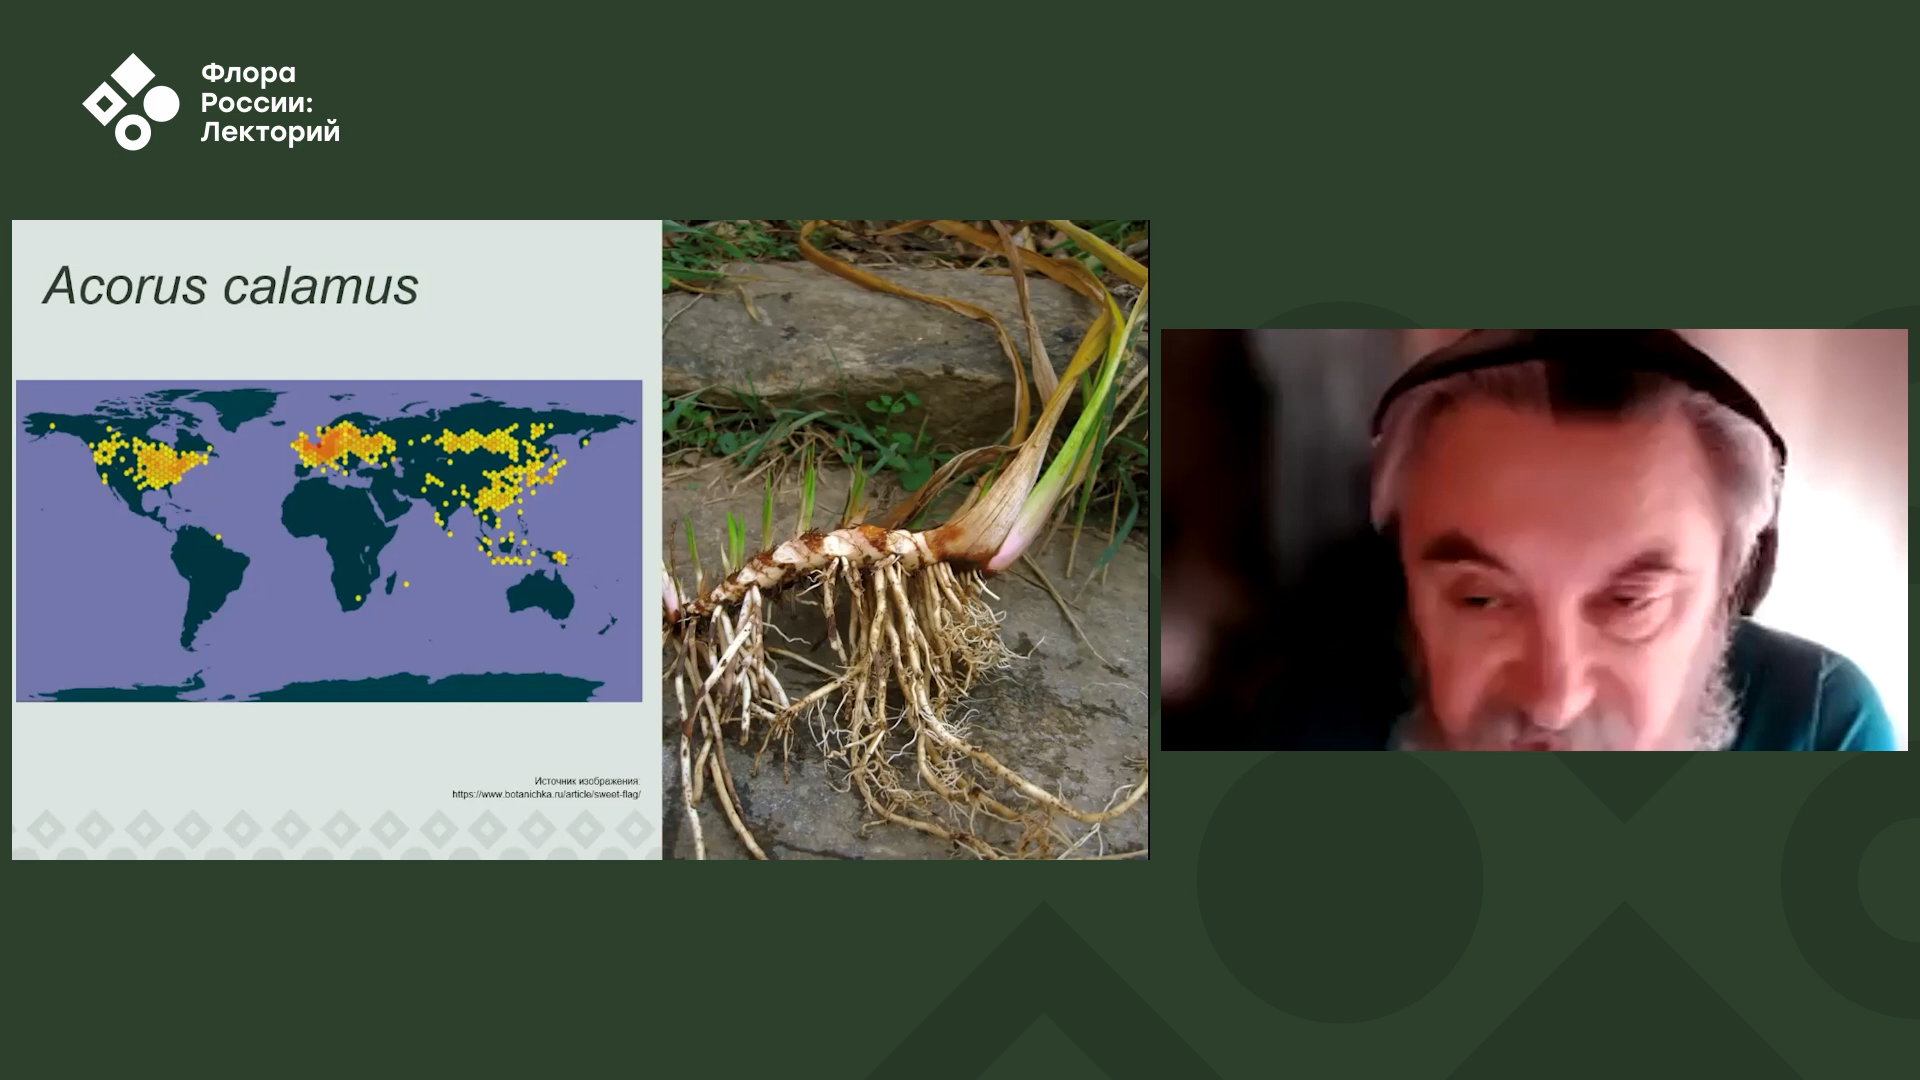 Флора
России:
Лекторий
Acorus calamus
Источник изображения:
https://www.botanichka.ru/article/sweet-flag/